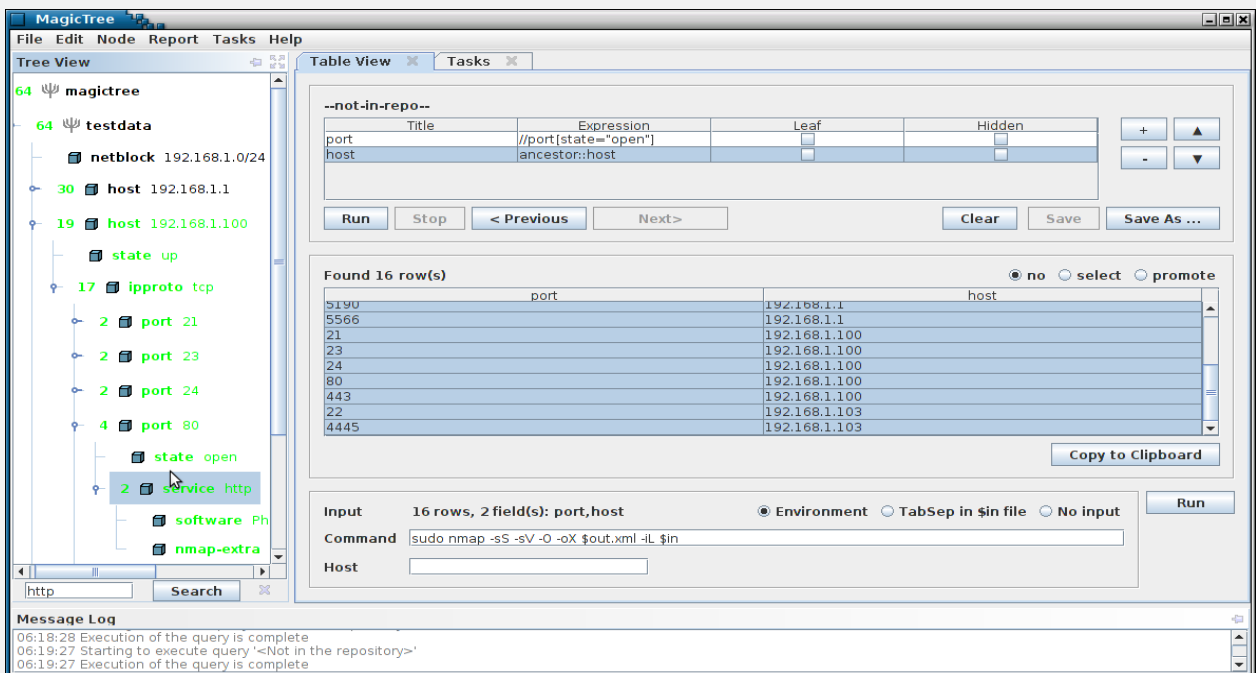 MagicTree
File Edit Node Report Tasks Help
Tree View
64 magictree
64 testdata
netblock 192.168.1.0/24
30 host 192.168.1.1
19 host 192.168.1.100
state up
17 ipproto tcp
2 port 21
2 port 23
2 port 24
4 port 80
state open
2 service http
software Ph
nmap-extra
http Search
Table View Tasks
--not-in-repo--
Title Expression Leaf Hidden
port //port[state="open"]
host ancestor::host
+
-
Run Stop < Previous Next> Clear Save Save As ...
Found 16 row(s) no select promote
port host
5190 192.168.1.1
5566 192.168.1.1
21 192.168.1.100
23 192.168.1.100
24 192.168.1.100
80 192.168.1.100
443 192.168.1.100
22 192.168.1.103
4445 192.168.1.103
Copy to Clipboard
Input 16 rows, 2 field(s): port,host Environment TabSep in $in file No input Run
Command sudo nmap -sS -sV -O -oX $out.xml -iL $in
Host
Message Log
06:18:28 Execution of the query is complete
06:19:27 Starting to execute query '<Not in the repository>'
06:19:27 Execution of the query is complete